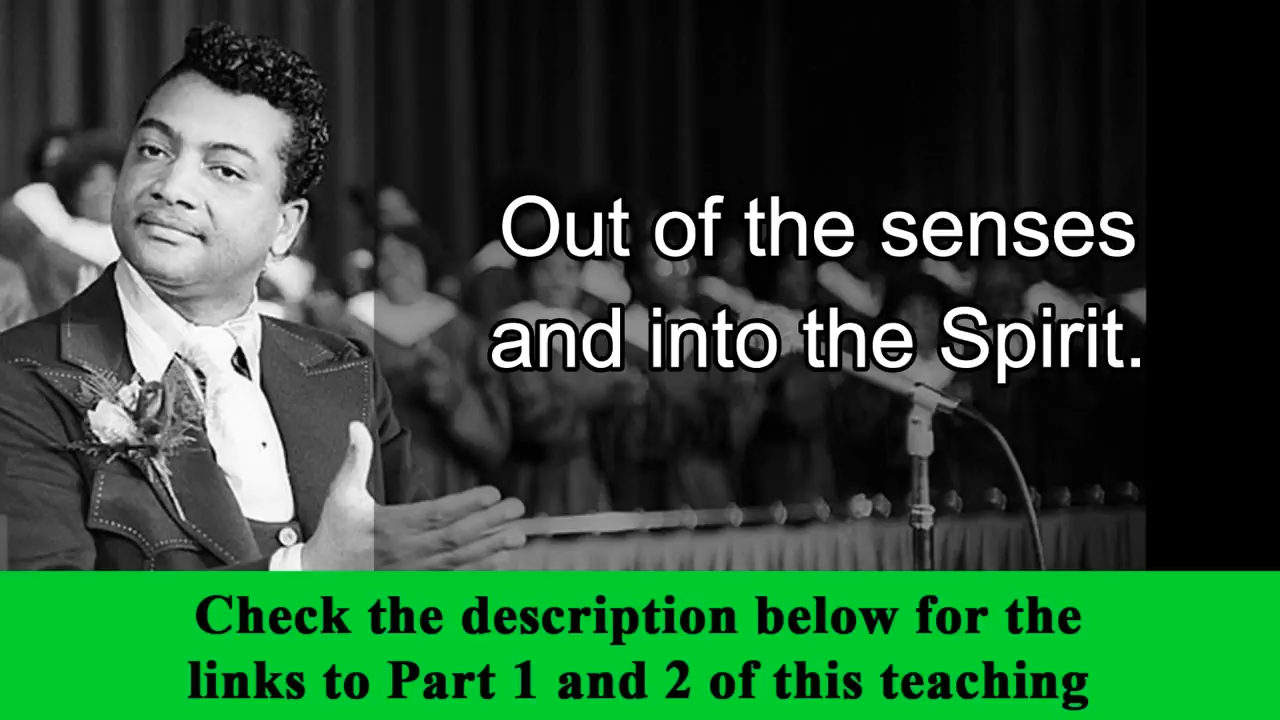 Out of the senses
and into the Spirit.
Check the description below for the
links to Part 1 and 2 of this teaching